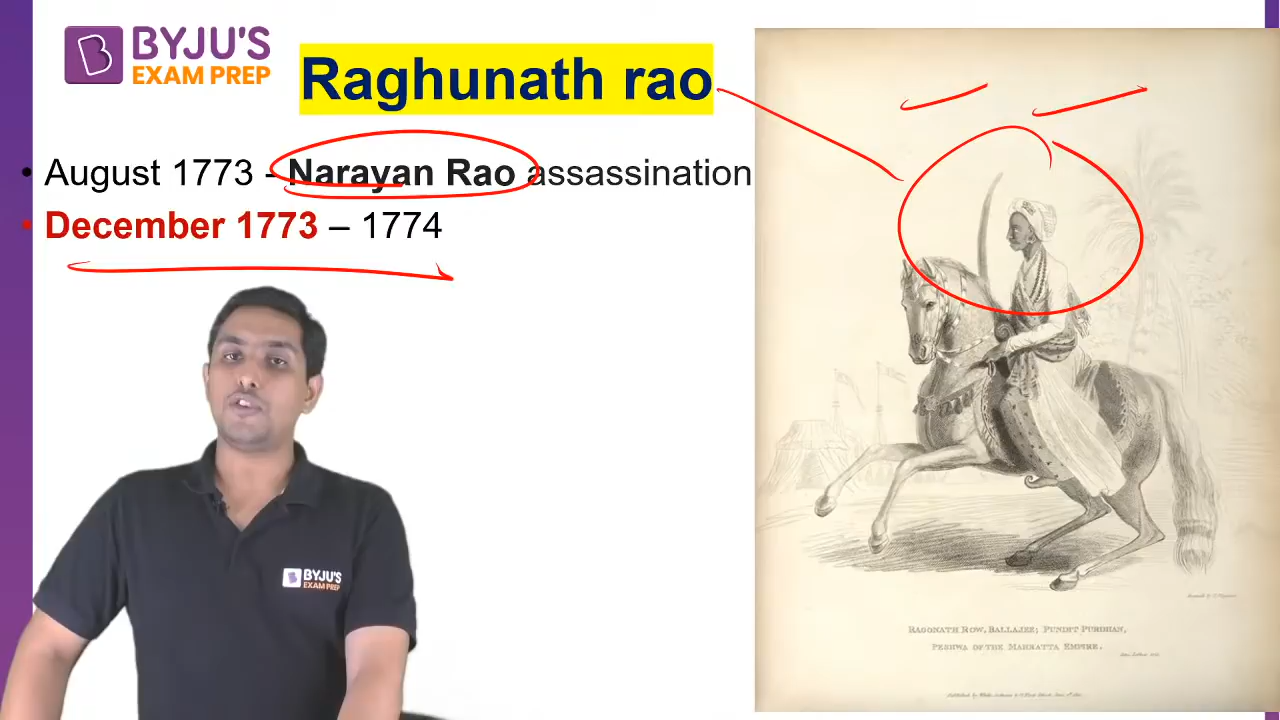 BYJU'S
EXAM PREP
Raghunath rao
• August 1773 - Narayan Rao assassination
• December 1773 – 1774
BYJU'S
EXAM PREP
RAGONATH ROW, BALLAJEE; PUNDIT PURDHAN,
PESHWA OF THE MAHRATTA EMPIRE.